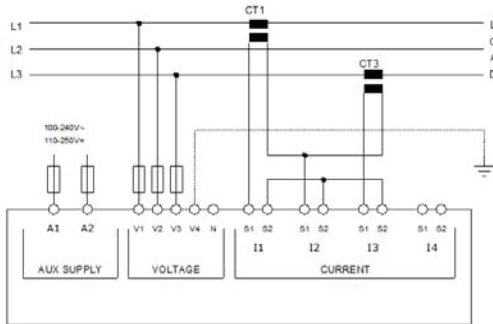 CT1
L1
L
L2
O
A
CT3
L3
D
100-240V~
110-250V=
A1 A2 V1 V2 V3 V4 N S1 S2 S1 S2 S1 S2 S1 S2
I1 I2 I3 I4
AUX SUPPLY VOLTAGE CURRENT